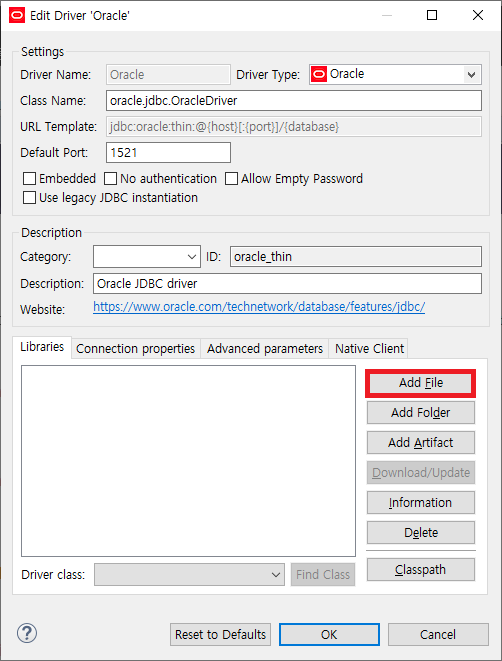 Edit Driver 'Oracle'
Settings
Driver Name: Oracle Driver Type: Oracle
Class Name: oracle.jdbc.OracleDriver
URL Template: jdbc:oracle:thin:@{host}[:{port}]/{database}
Default Port: 1521
Embedded No authentication Allow Empty Password
Use legacy JDBC instantiation
Description
Category: ID: oracle_thin
Description: Oracle JDBC driver
Website: https://www.oracle.com/technetwork/database/features/jdbc/
Libraries Connection properties Advanced parameters Native Client
Add File
Add Folder
Add Artifact
Download/Update
Information
Delete
Classpath
Driver class: Find Class
? Reset to Defaults OK Cancel